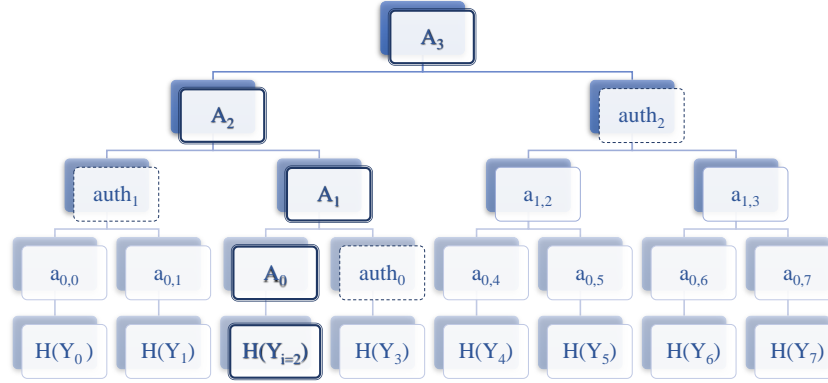 A₃
A₂ auth₂
auth₁ A₁ a₁,₂ a₁,₃
a₀,₀ a₀,₁ A₀ auth₀ a₀,₄ a₀,₅ a₀,₆ a₀,₇
H(Y₀) H(Y₁) H(Yᵢ₌₂) H(Y₃) H(Y₄) H(Y₅) H(Y₆) H(Y₇)